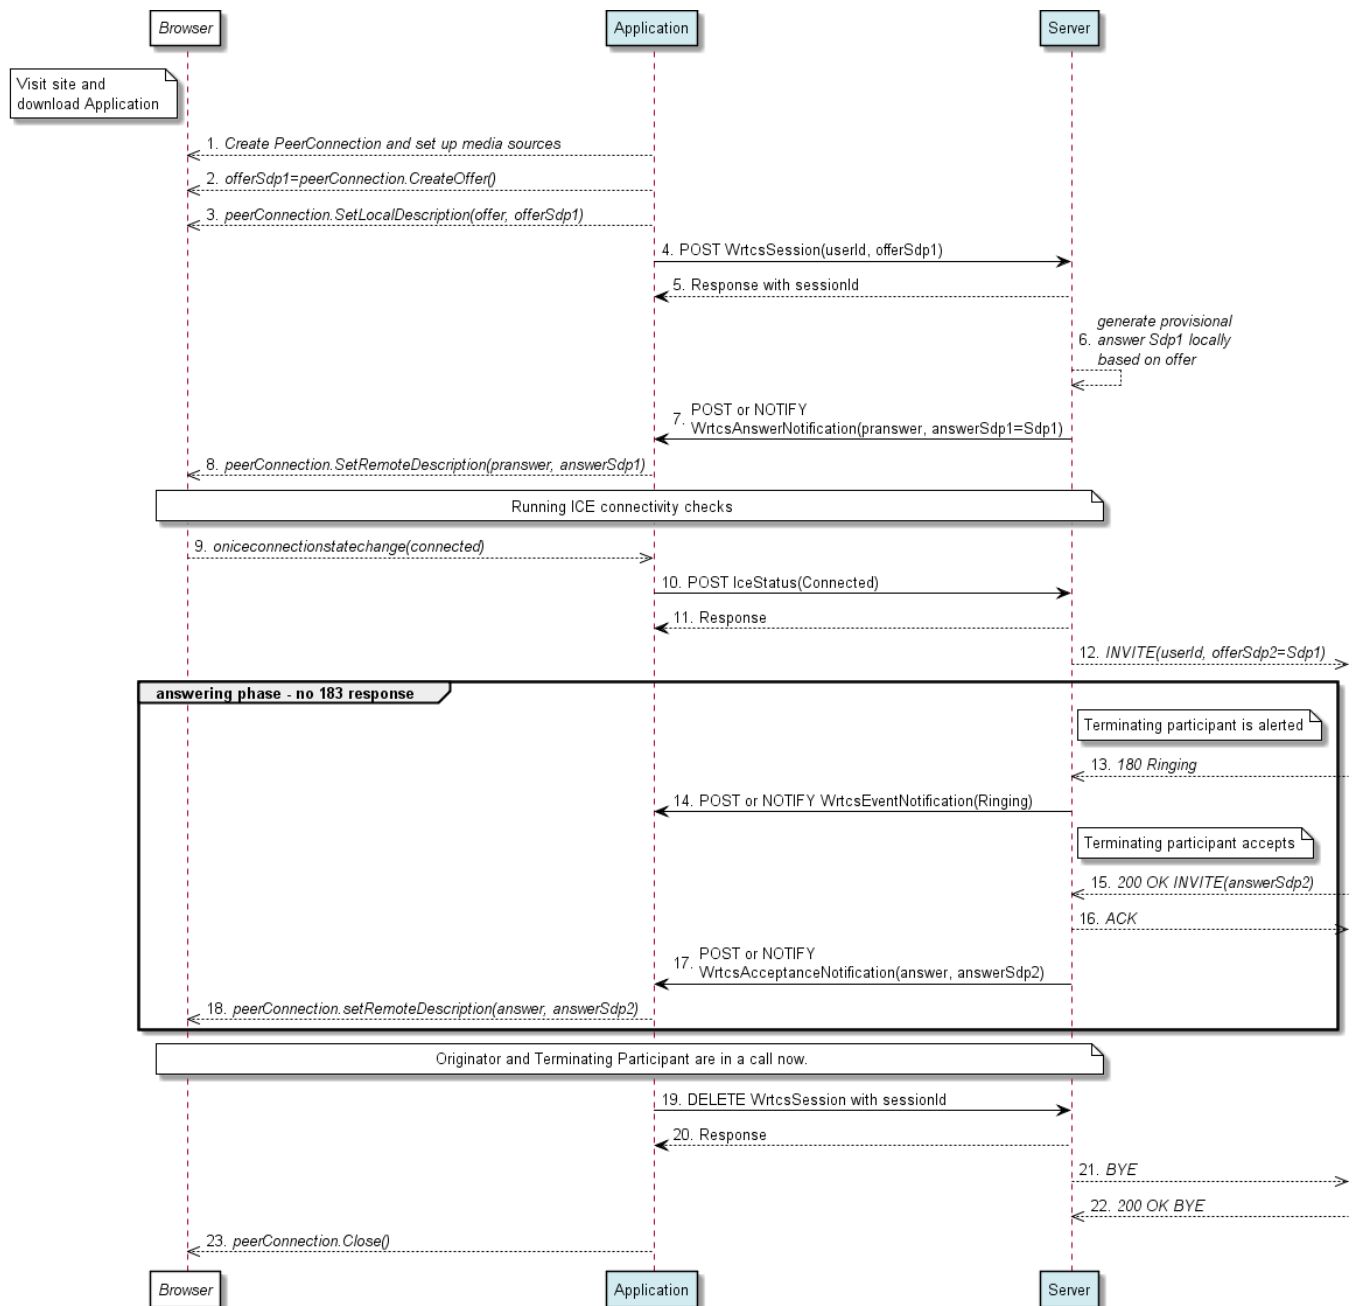 Browser
Application
Server
Visit site and
download Application
1. Create PeerConnection and set up media sources
2. offerSdp1=peerConnection.CreateOffer()
3. peerConnection.SetLocalDescription(offer, offerSdp1)
4. POST WrtcsSession(userId, offerSdp1)
5. Response with sessionId
generate provisional
6. answer Sdp1 locally
based on offer
POST or NOTIFY
7. WrtcsAnswerNotification(pranswer, answerSdp1=Sdp1)
8. peerConnection.SetRemoteDescription(pranswer, answerSdp1)
Running ICE connectivity checks
9. oniceconnectionstatechange(connected)
10. POST IceStatus(Connected)
11. Response
12. INVITE(userId, offerSdp2=Sdp1)
answering phase - no 183 response
Terminating participant is alerted
13. 180 Ringing
14. POST or NOTIFY WrtcsEventNotification(Ringing)
Terminating participant accepts
15. 200 OK INVITE(answerSdp2)
16. ACK
POST or NOTIFY
17. WrtcsAcceptanceNotification(answer, answerSdp2)
18. peerConnection.setRemoteDescription(answer, answerSdp2)
Originator and Terminating Participant are in a call now.
19. DELETE WrtcsSession with sessionId
20. Response
21. BYE
22. 200 OK BYE
23. peerConnection.Close()
Browser
Application
Server